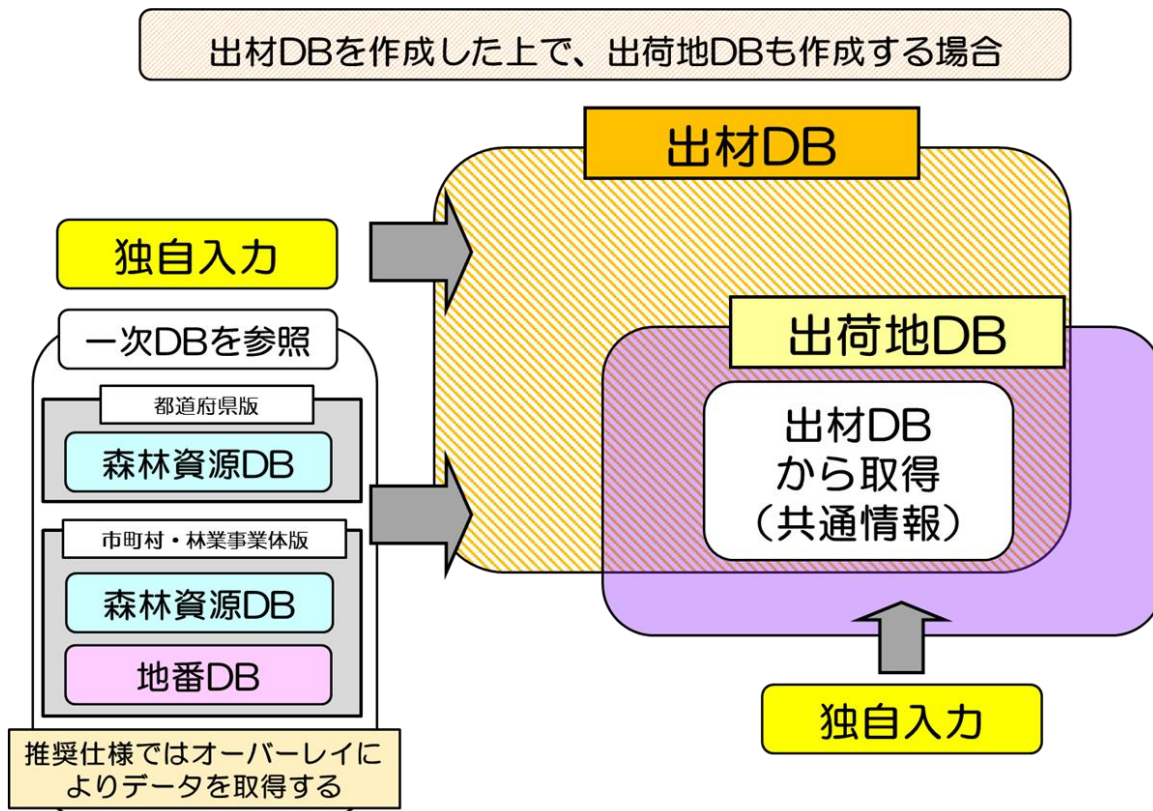 出材DBを作成した上で、出荷地DBも作成する場合
出材DB
独自入力
一次DBを参照
都道府県版
森林資源DB
市町村・林業事業体版
森林資源DB
地番DB
推奨仕様ではオーバーレイに
よりデータを取得する
出荷地DB
出材DB
から取得
（共通情報）
独自入力